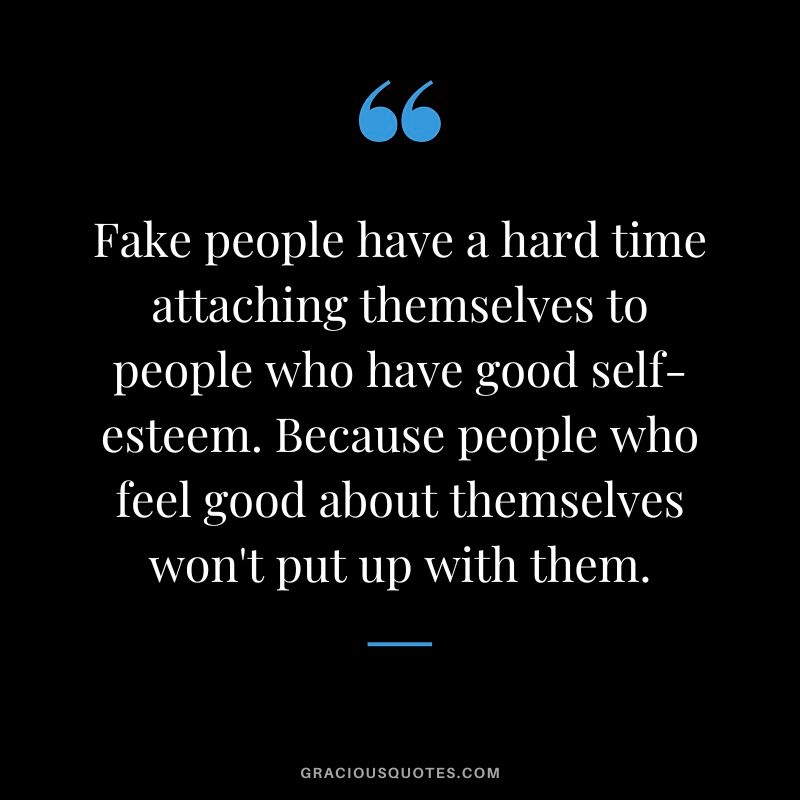 “
Fake people have a hard time
attaching themselves to
people who have good self-
esteem. Because people who
feel good about themselves
won't put up with them.
GRACIOUSQUOTES.COM